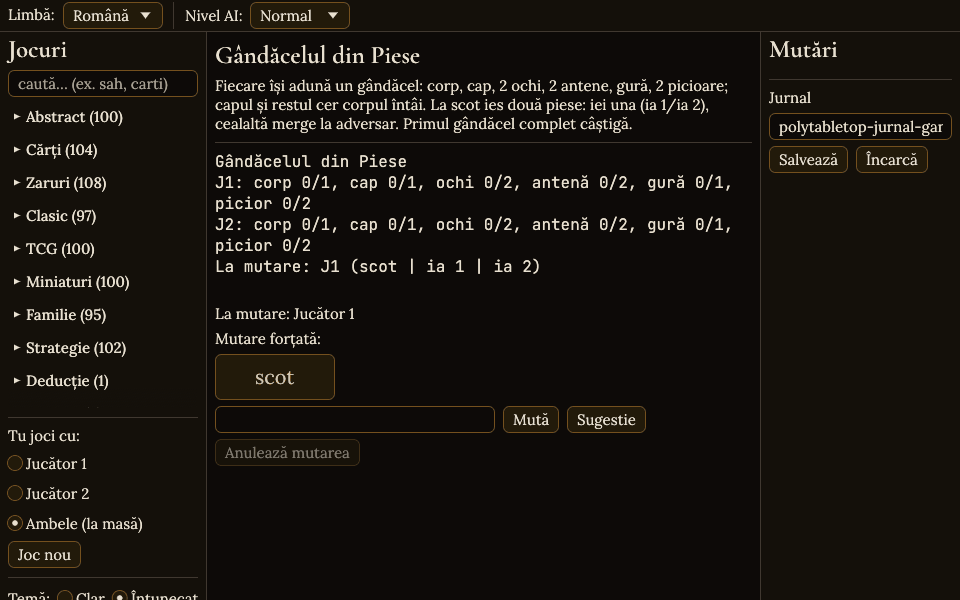 Limbă: Română ▼ Nivel AI: Normal ▼
Jocuri
caută... (ex. sah, carti)
▸ Abstract (100)
▸ Cărți (104)
▸ Zaruri (108)
▸ Clasic (97)
▸ TCG (100)
▸ Miniaturi (100)
▸ Familie (95)
▸ Strategie (102)
▸ Deducție (1)
Tu joci cu:
Jucător 1
Jucător 2
Ambele (la masă)
Joc nou
Temă: Clar Întunecat
Gândăcelul din Piese
Fiecare își adună un gândăcel: corp, cap, 2 ochi, 2 antene, gură, 2 picioare;
capul și restul cer corpul întâi. La scot ies două piese: iei una (ia 1/ia 2),
cealaltă merge la adversar. Primul gândăcel complet câștigă.
Gândăcelul din Piese
J1: corp 0/1, cap 0/1, ochi 0/2, antenă 0/2, gură 0/1,
picior 0/2
J2: corp 0/1, cap 0/1, ochi 0/2, antenă 0/2, gură 0/1,
picior 0/2
La mutare: J1 (scot | ia 1 | ia 2)
La mutare: Jucător 1
Mutare forțată:
scot
Mută Sugestie
Anulează mutarea
Mutări
Jurnal
polytabletop-jurnal-gar
Salvează Încarcă